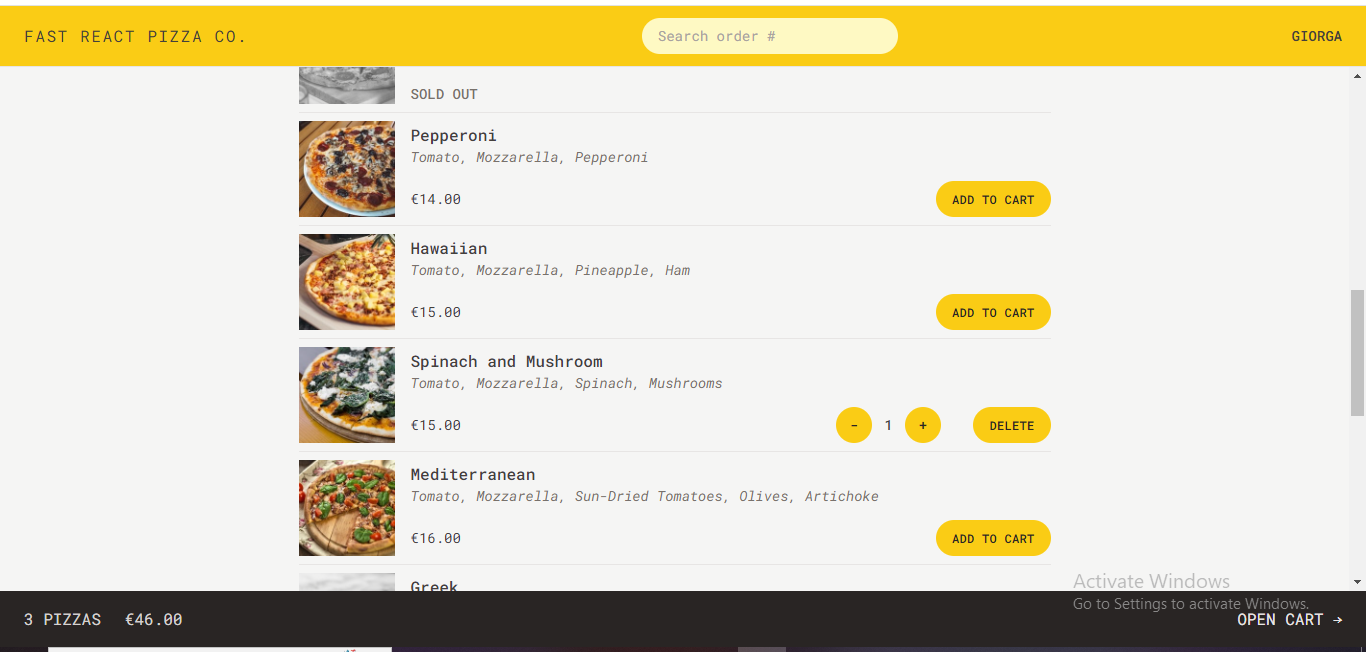 FAST REACT PIZZA CO.
Search order #
GIORGA
SOLD OUT
Pepperoni
Tomato, Mozzarella, Pepperoni
€14.00
ADD TO CART
Hawaiian
Tomato, Mozzarella, Pineapple, Ham
€15.00
ADD TO CART
Spinach and Mushroom
Tomato, Mozzarella, Spinach, Mushrooms
€15.00
- 1 +
DELETE
Mediterranean
Tomato, Mozzarella, Sun-Dried Tomatoes, Olives, Artichoke
€16.00
ADD TO CART
Greek
Activate Windows
Go to Settings to activate Windows.
3 PIZZAS €46.00
OPEN CART →